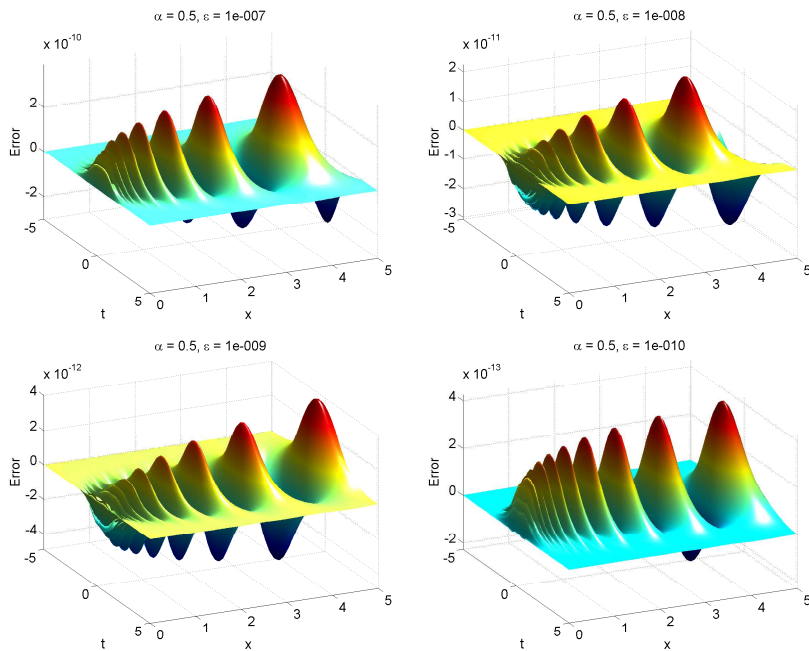 α = 0.5, ε = 1e-007
x 10-10
2
0
-2
Error
-5
0
5
t
0
1
2
3
4
5
x
α = 0.5, ε = 1e-008
x 10-11
2
1
0
-1
-2
-3
Error
-5
0
5
t
0
1
2
3
4
5
x
α = 0.5, ε = 1e-009
x 10-12
4
2
0
-2
-4
Error
-5
0
5
t
0
1
2
3
4
5
x
α = 0.5, ε = 1e-010
x 10-13
4
2
0
-2
Error
-5
0
5
t
0
1
2
3
4
5
x